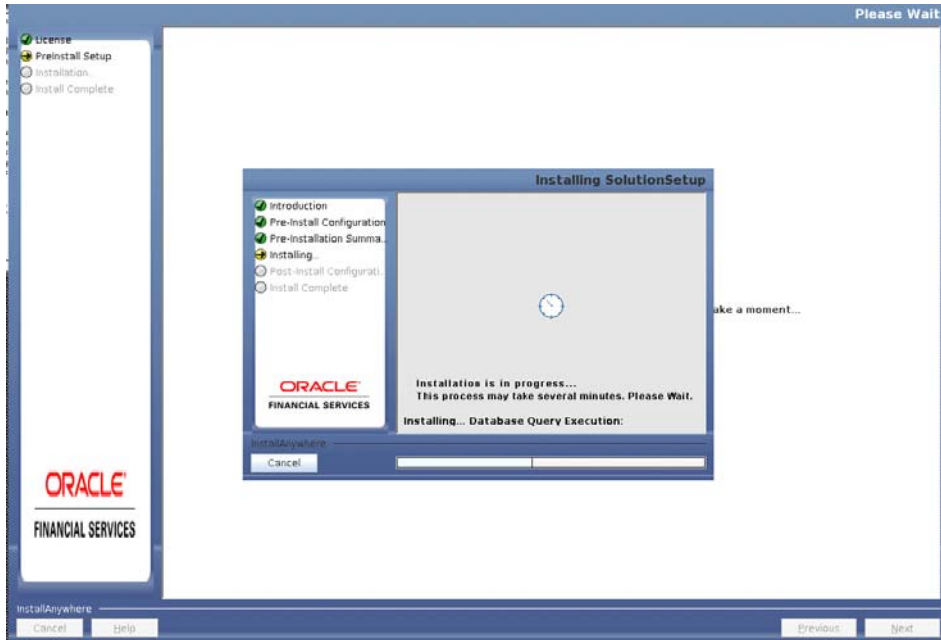 Please Wait
License
Preinstall Setup
Installation...
Install Complete
Installing SolutionSetup
Introduction
Pre-Install Configuration
Pre-Installation Summa...
Installing...
Post-Install Configurati...
Install Complete
ake a moment...
ORACLE
FINANCIAL SERVICES
Installation is in progress...
This process may take several minutes. Please Wait.
Installing... Database Query Execution:
InstallAnywhere
Cancel
ORACLE
FINANCIAL SERVICES
InstallAnywhere
Cancel
Help
Previous
Next